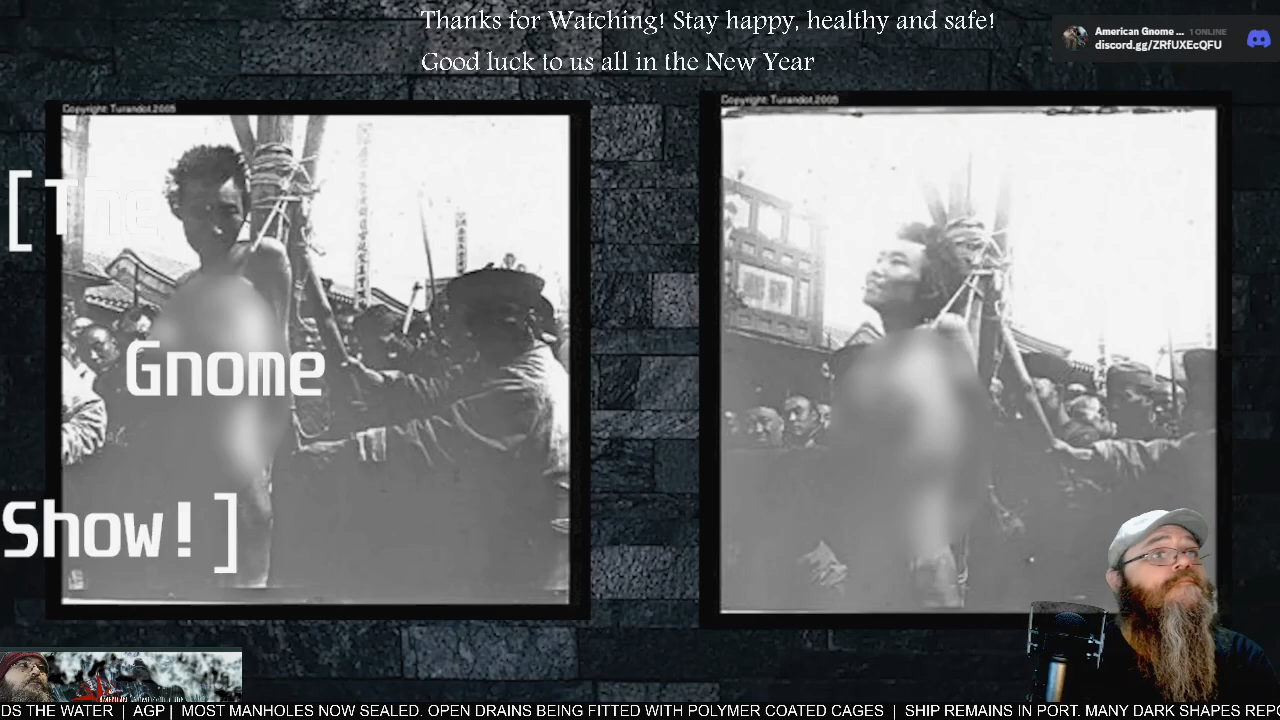 Thanks for Watching! Stay happy, healthy and safe!
Good luck to us all in the New Year
American Gnome ... 1 ONLINE
discord.gg/ZRfUXEcQFU
Copyright Turandot 2005
Copyright Turandot 2005
[The
Gnome
Show!]
DS THE WATER | AGP | MOST MANHOLES NOW SEALED. OPEN DRAINS BEING FITTED WITH POLYMER COATED CAGES | SHIP REMAINS IN PORT. MANY DARK SHAPES REPO